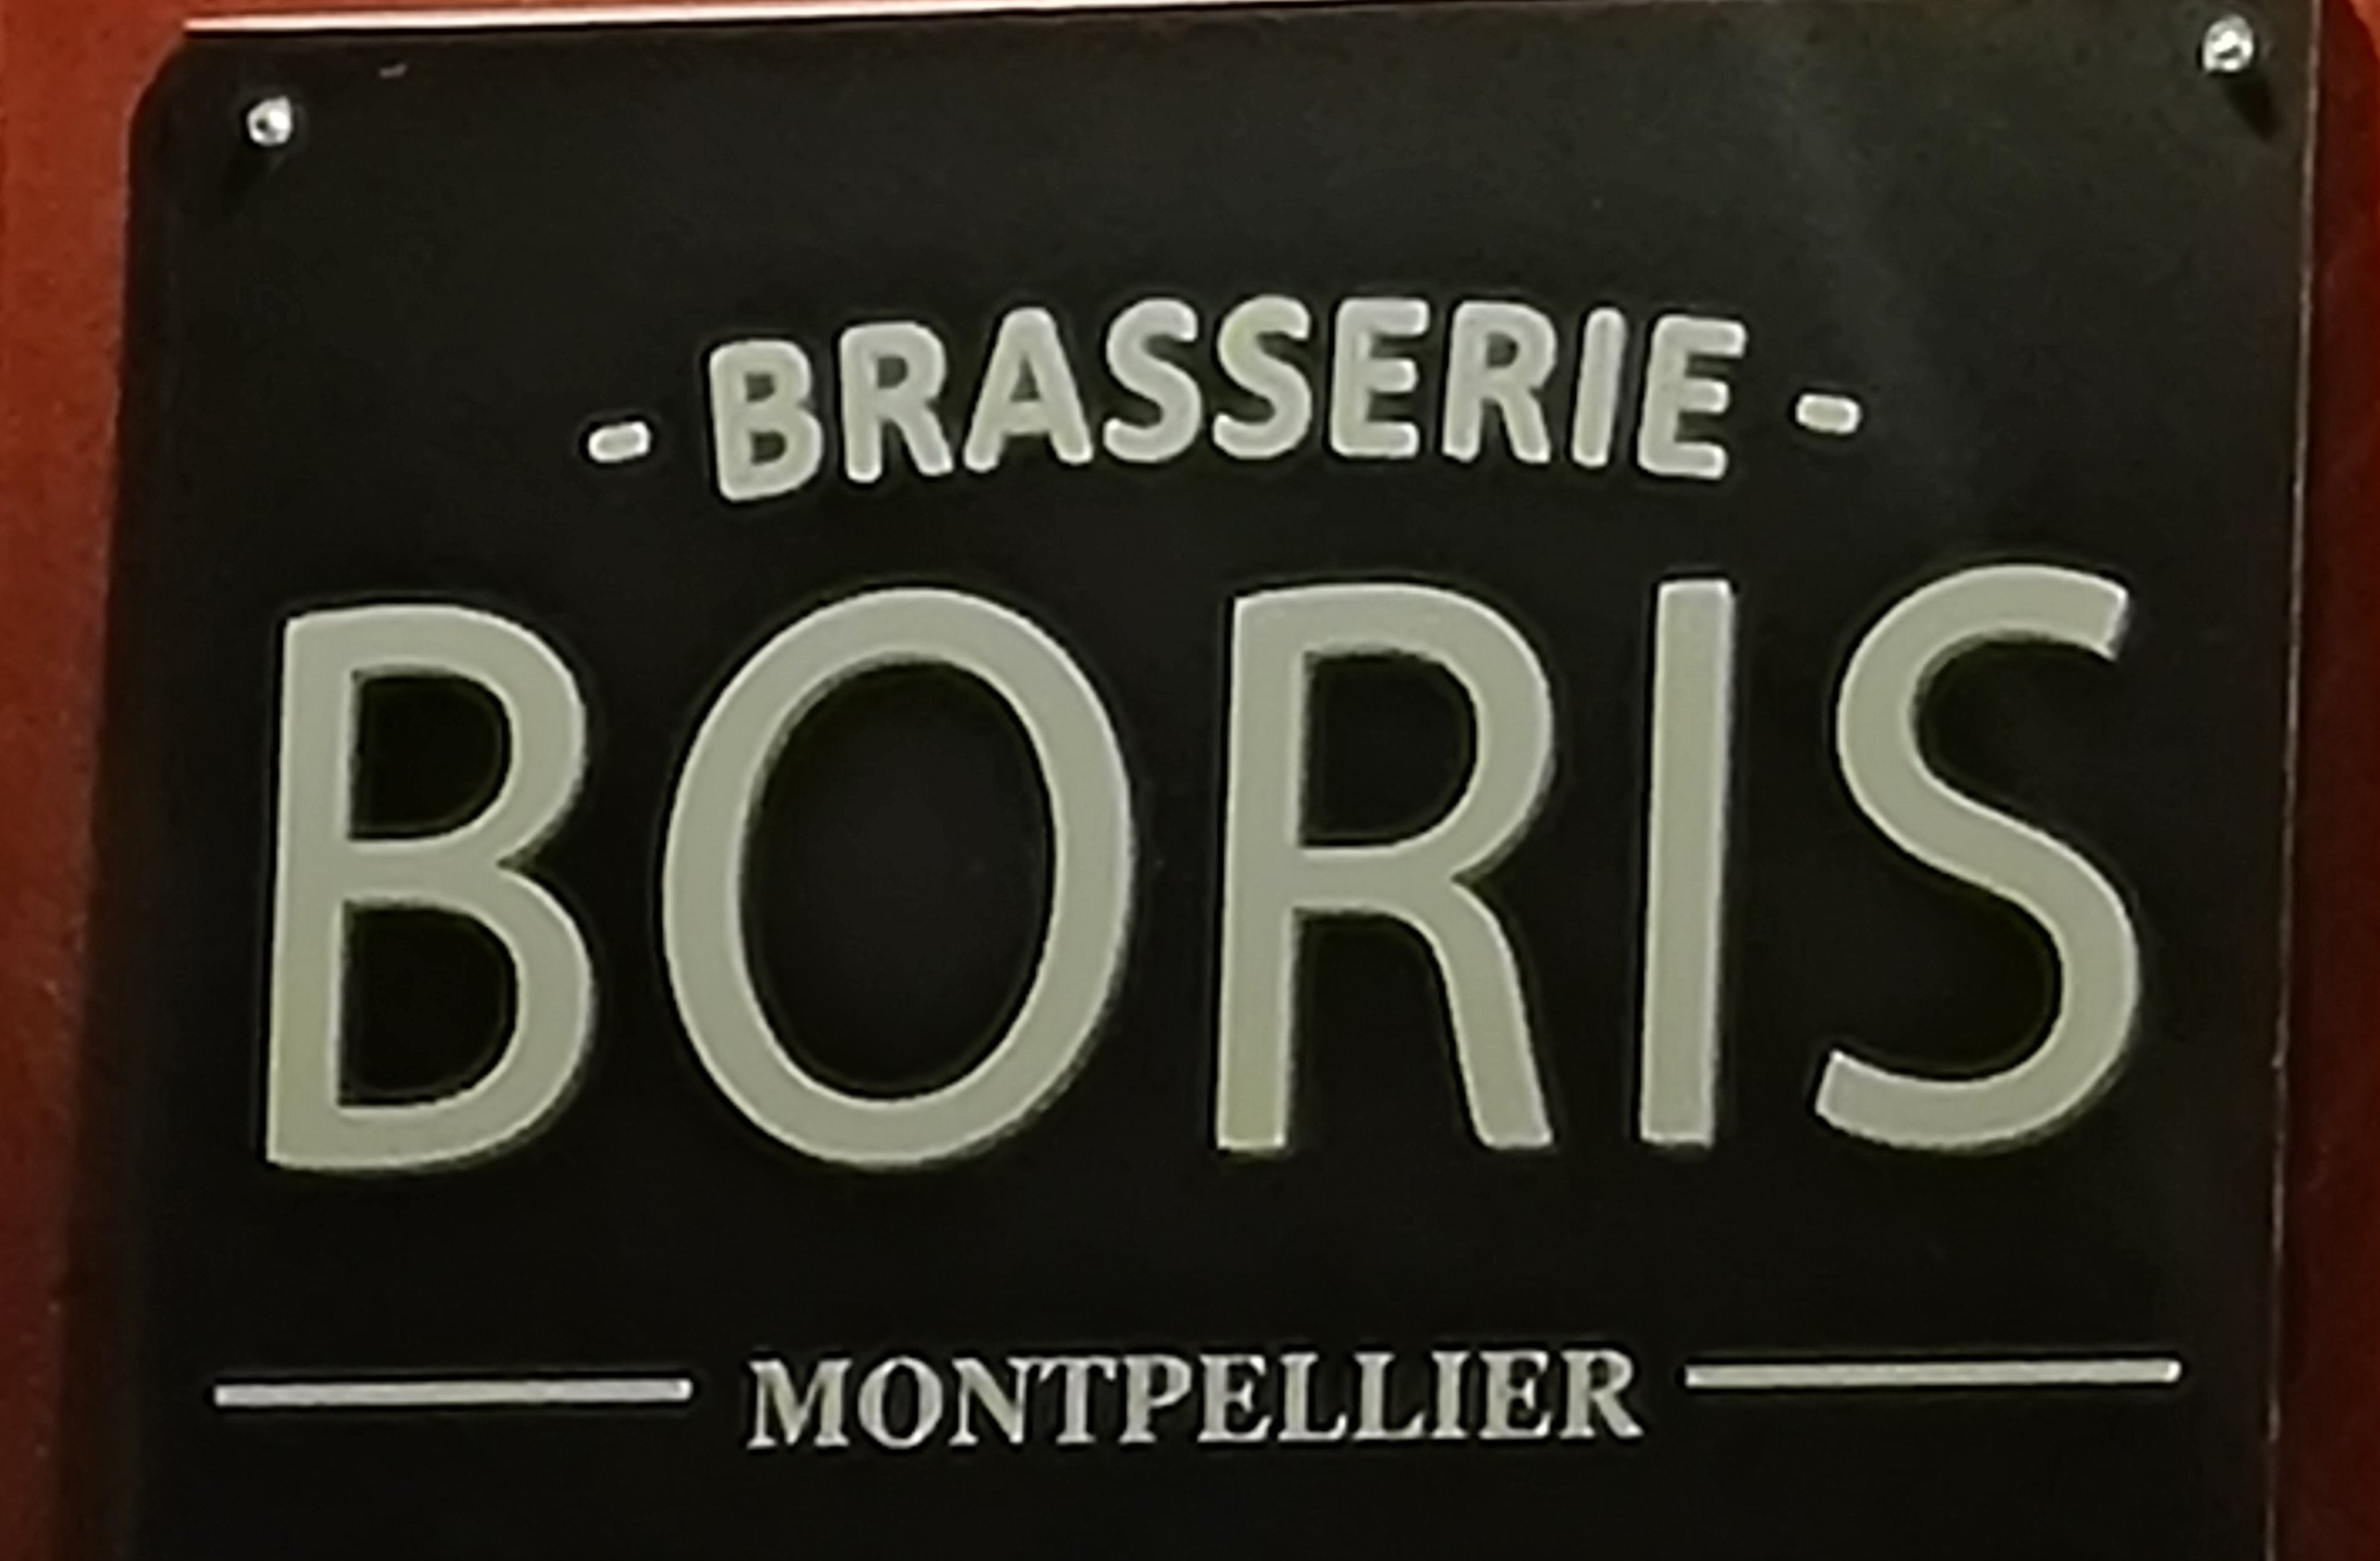 - BRASSERIE -
BORIS
MONTPELLIER